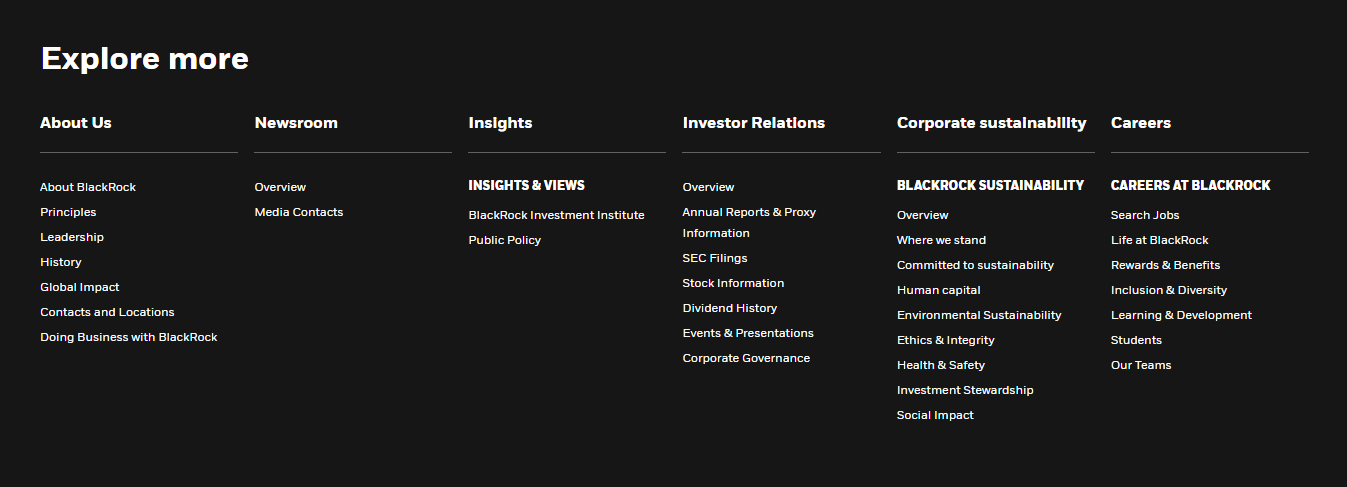 Explore more
About Us
About BlackRock
Principles
Leadership
History
Global Impact
Contacts and Locations
Doing Business with BlackRock
Newsroom
Overview
Media Contacts
Insights
INSIGHTS & VIEWS
BlackRock Investment Institute
Public Policy
Investor Relations
Overview
Annual Reports & Proxy
Information
SEC Filings
Stock Information
Dividend History
Events & Presentations
Corporate Governance
Corporate sustainability
BLACKROCK SUSTAINABILITY
Overview
Where we stand
Committed to sustainability
Human capital
Environmental Sustainability
Ethics & Integrity
Health & Safety
Investment Stewardship
Social Impact
Careers
CAREERS AT BLACKROCK
Search Jobs
Life at BlackRock
Rewards & Benefits
Inclusion & Diversity
Learning & Development
Students
Our Teams